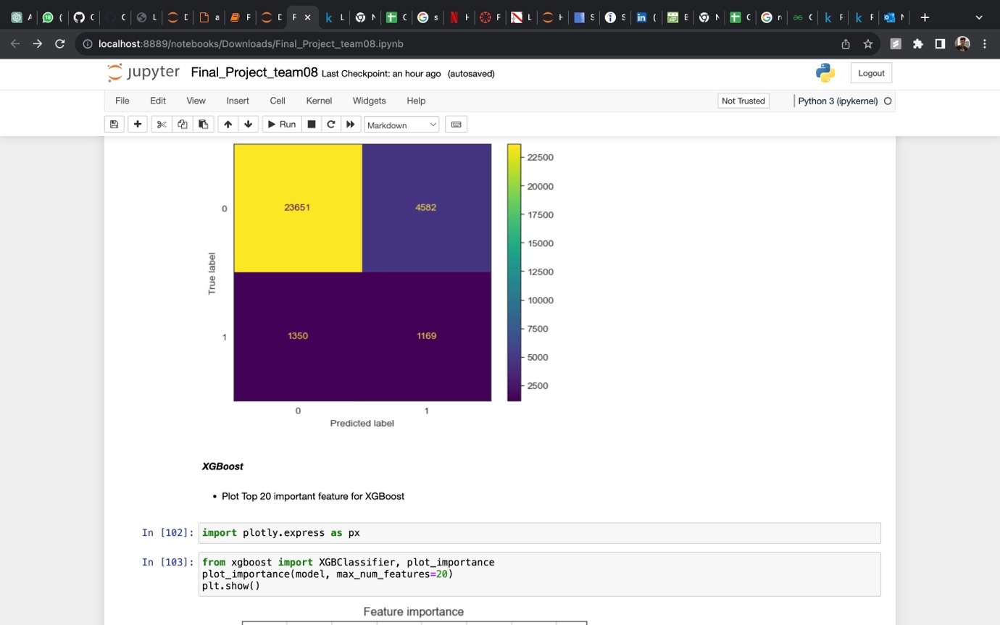 A ( C C L D a F D F L N C s H F L H S S ( E N C r C F F N
localhost:8889/notebooks/Downloads/Final_Project_team08.ipynb
jupyter Final_Project_team08 Last Checkpoint: an hour ago (autosaved) Logout
File Edit View Insert Cell Kernel Widgets Help Not Trusted Python 3 (ipykernel)
Run Markdown
22500
20000
17500
15000
12500
10000
7500
5000
2500
0
23651 4582
True label
1
1350 1169
0 1
Predicted label
XGBoost
• Plot Top 20 important feature for XGBoost
In [102]: import plotly.express as px
In [103]: from xgboost import XGBClassifier, plot_importance
plot_importance(model, max_num_features=20)
plt.show()
Feature importance